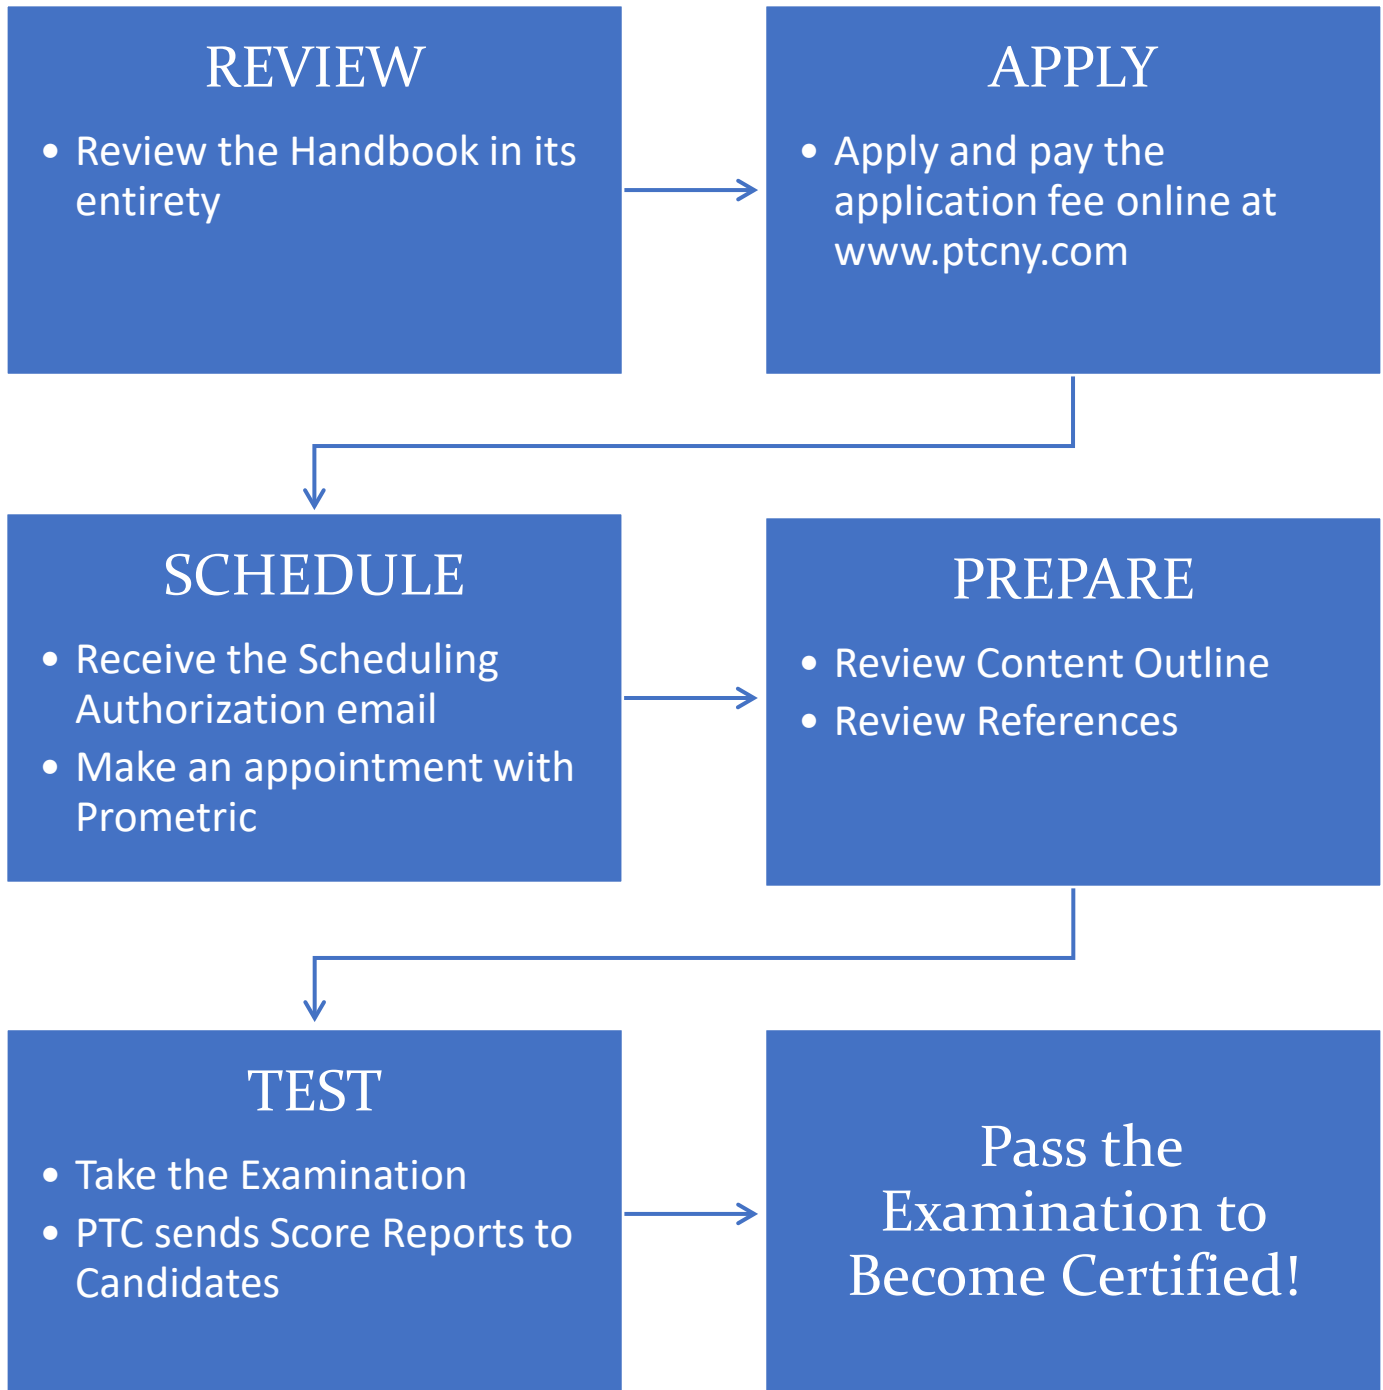 REVIEW
• Review the Handbook in its
entirety
APPLY
• Apply and pay the
application fee online at
www.ptcny.com
SCHEDULE
• Receive the Scheduling
Authorization email
• Make an appointment with
Prometric
PREPARE
• Review Content Outline
• Review References
TEST
• Take the Examination
• PTC sends Score Reports to
Candidates
Pass the
Examination to
Become Certified!